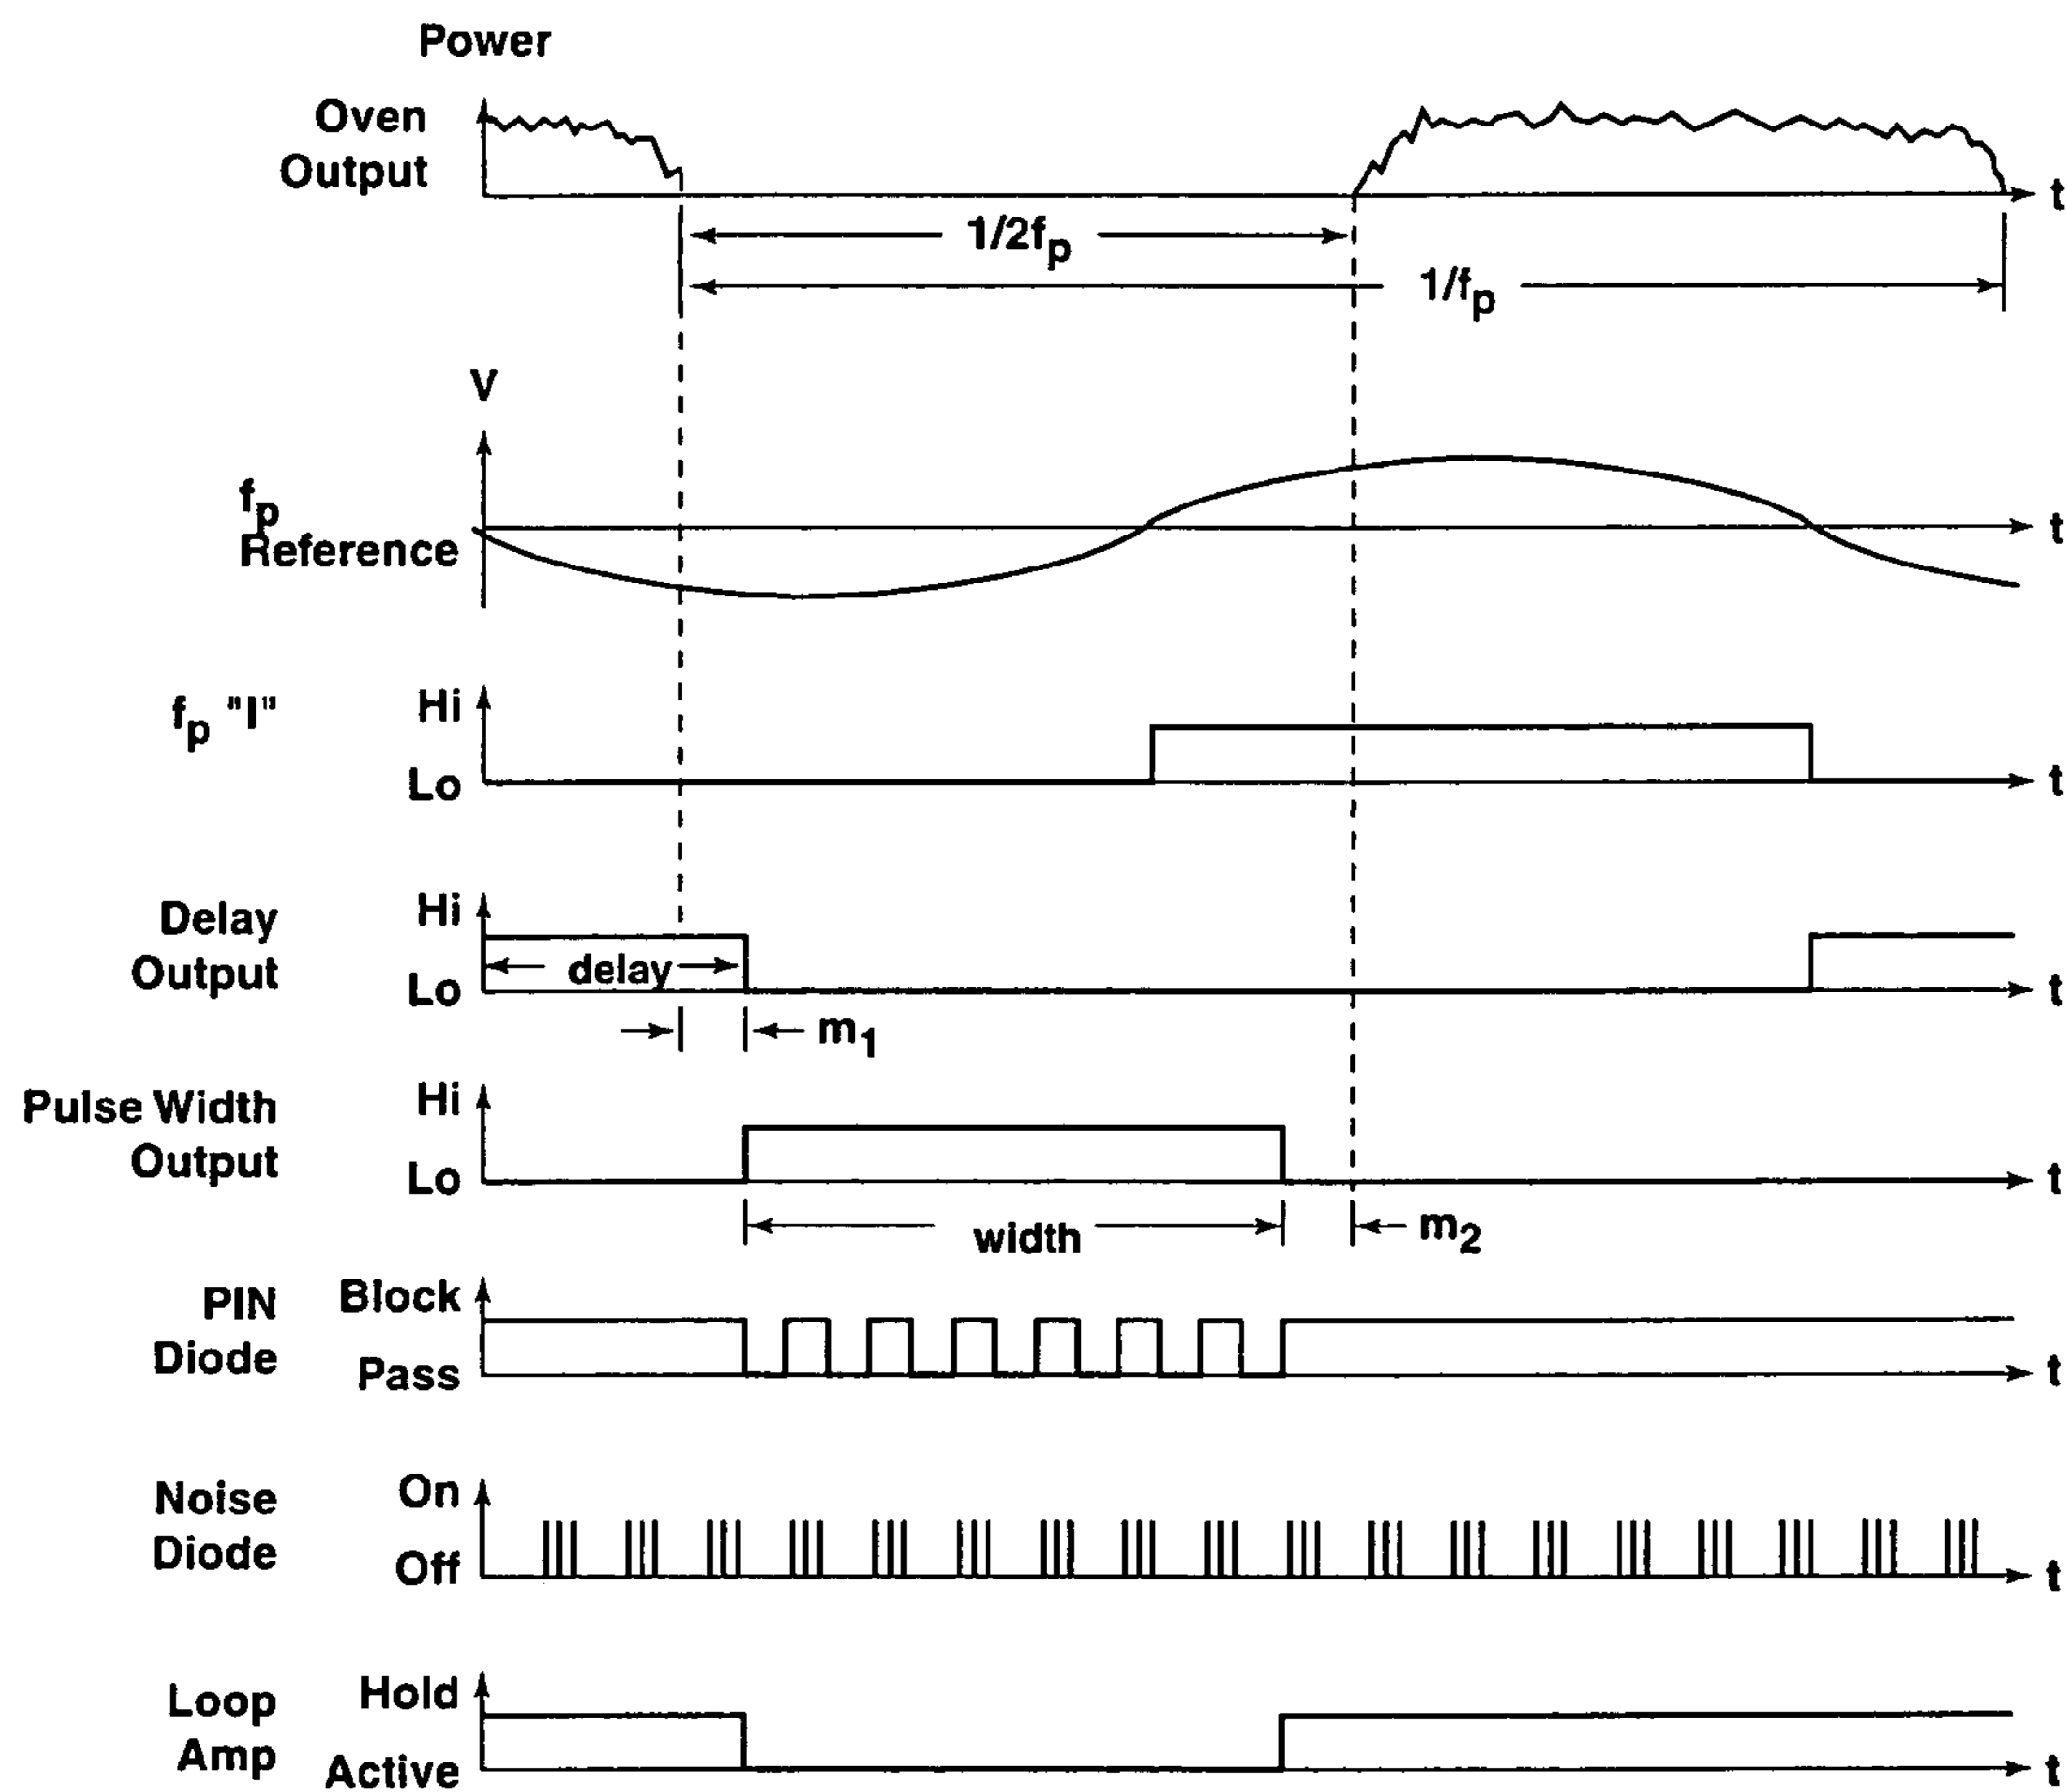 Power
Oven
Output
t
1/2fp
1/fp
V
fp
Reference
t
fp "I"
Hi
Lo
t
Delay
Output
Hi
Lo
delay
t
m1
Pulse Width
Output
Hi
Lo
t
width
m2
PIN
Diode
Block
Pass
t
Noise
Diode
On
Off
t
Loop
Amp
Hold
Active
t